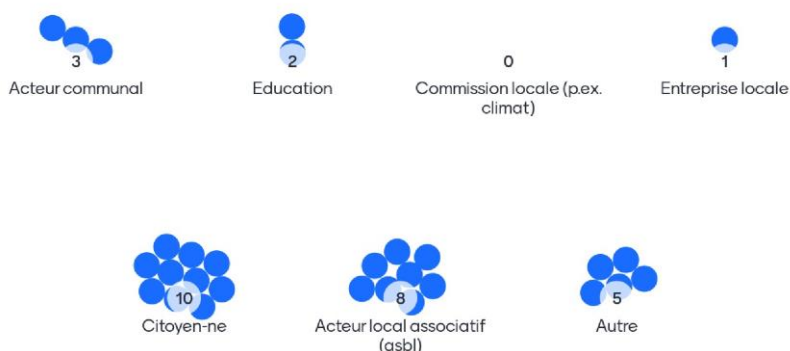 3
Acteur communal
2
Education
0
Commission locale (p.ex.
climat)
1
Entreprise locale
10
Citoyen-ne
8
Acteur local associatif
(asbl)
5
Autre